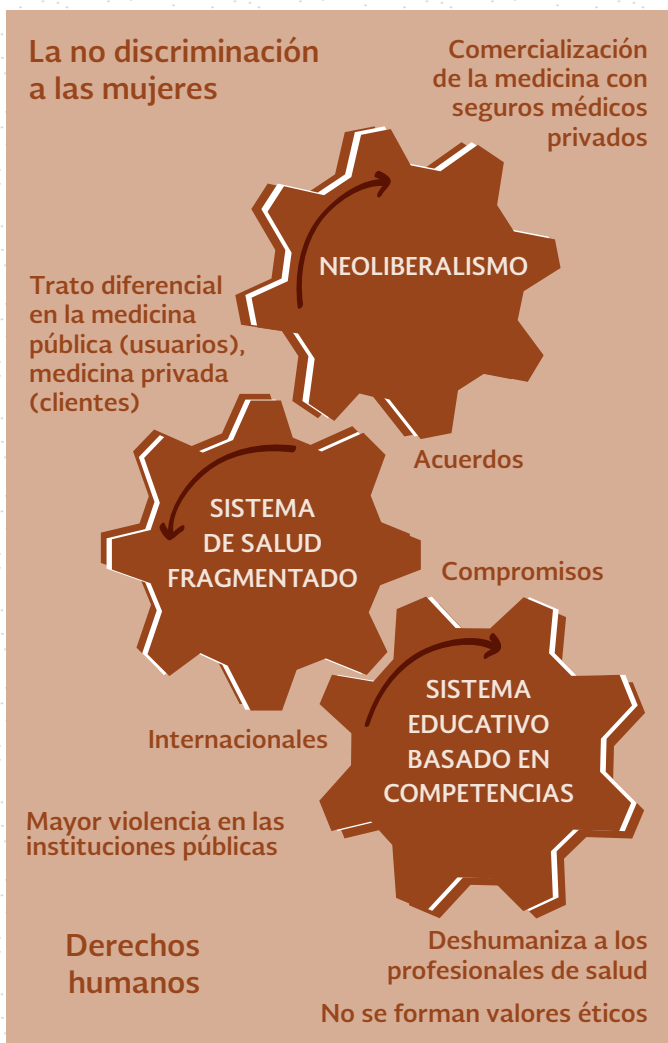 La no discriminación
a las mujeres
Comercialización
de la medicina con
seguros médicos
privados
NEOLIBERALISMO
Trato diferencial
en la medicina
pública (usuarios),
medicina privada
(clientes)
Acuerdos
SISTEMA
DE SALUD
FRAGMENTADO
Compromisos
SISTEMA
EDUCATIVO
BASADO EN
COMPETENCIAS
Internacionales
Mayor violencia en las
instituciones públicas
Derechos
humanos
Deshumaniza a los
profesionales de salud
No se forman valores éticos